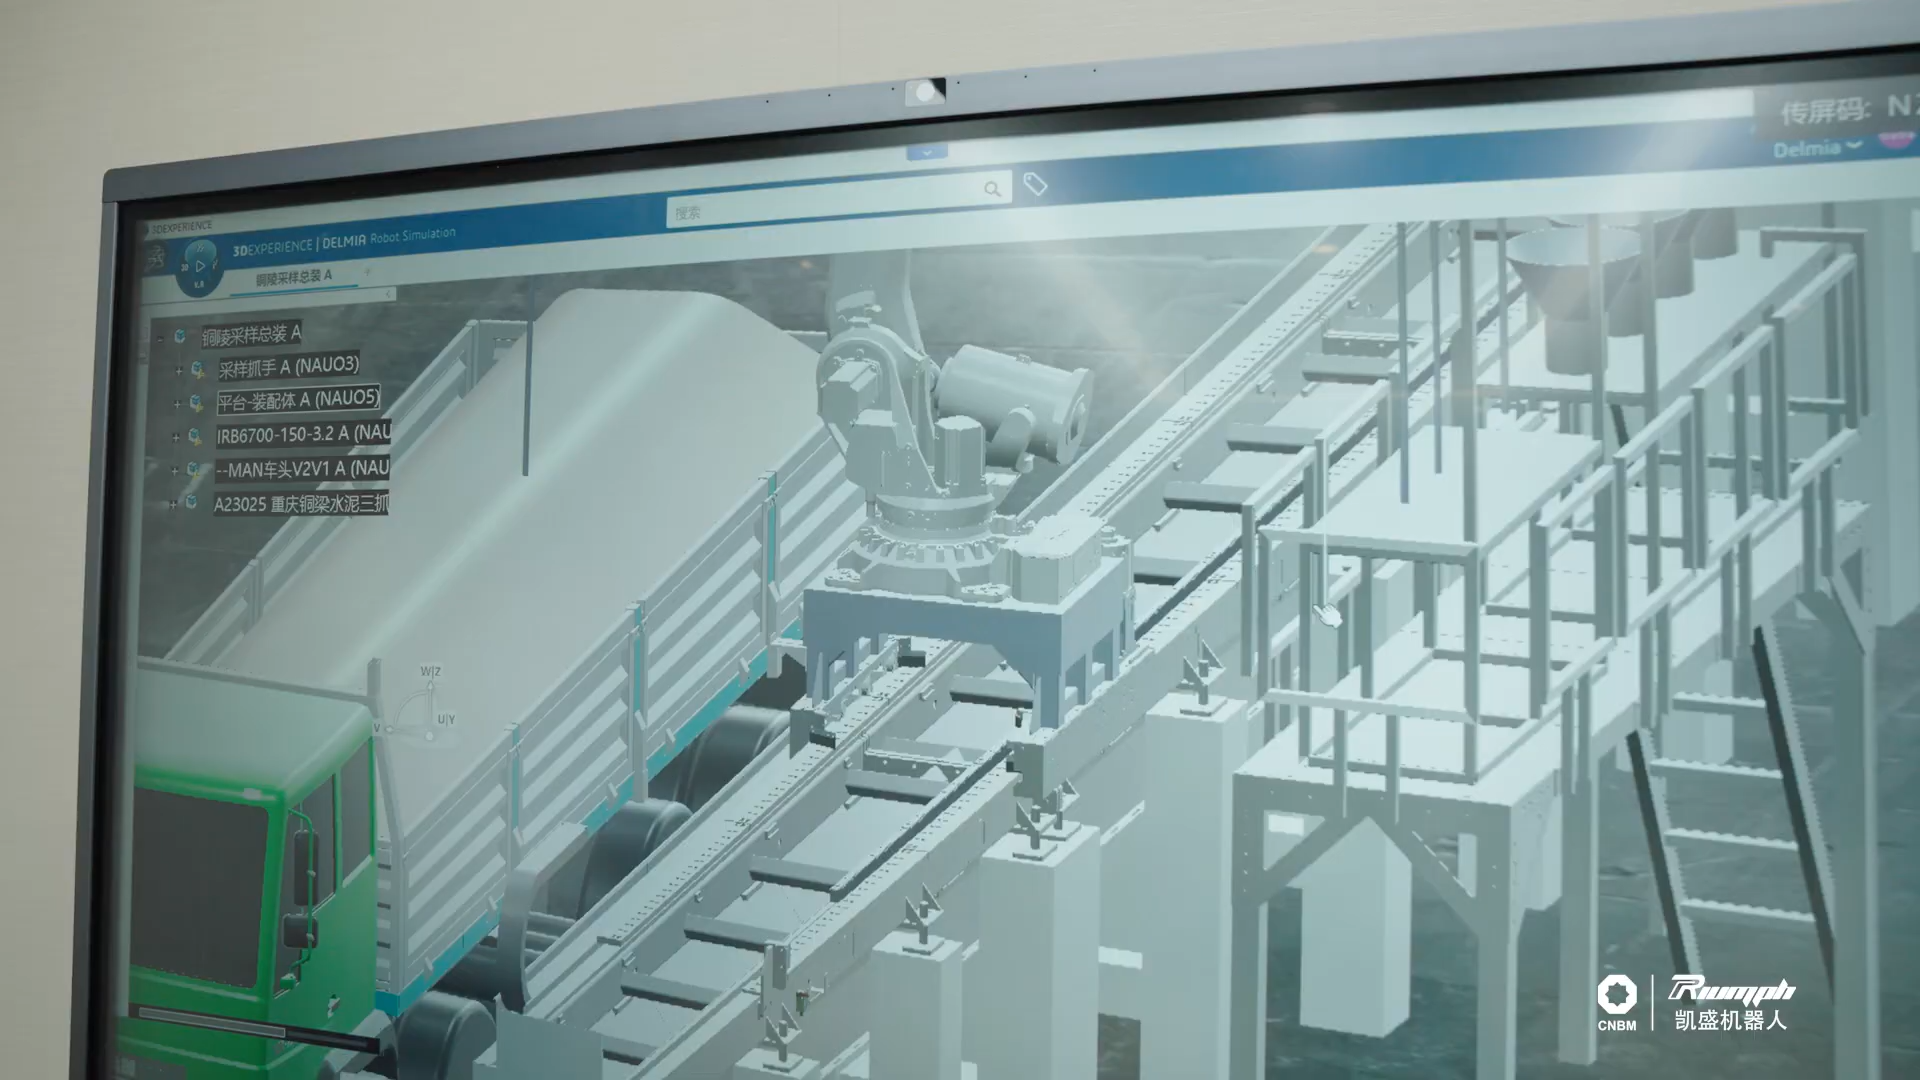 传屏码: N
Delmia
搜索
3DEXPERIENCE
3DEXPERIENCE | DELMIA Robot Simulation
铜陵采样总装 A
3D
V.R
铜陵采样总装 A
采样抓手 A (NAUO3)
平台-装配体 A (NAUO5)
IRB6700-150-3.2 A (NAU
--MAN车头V2V1 A (NAU
A23025 重庆铜梁水泥三抓
W|Z
U|Y
V
CNBM
Riumph
凯盛机器人